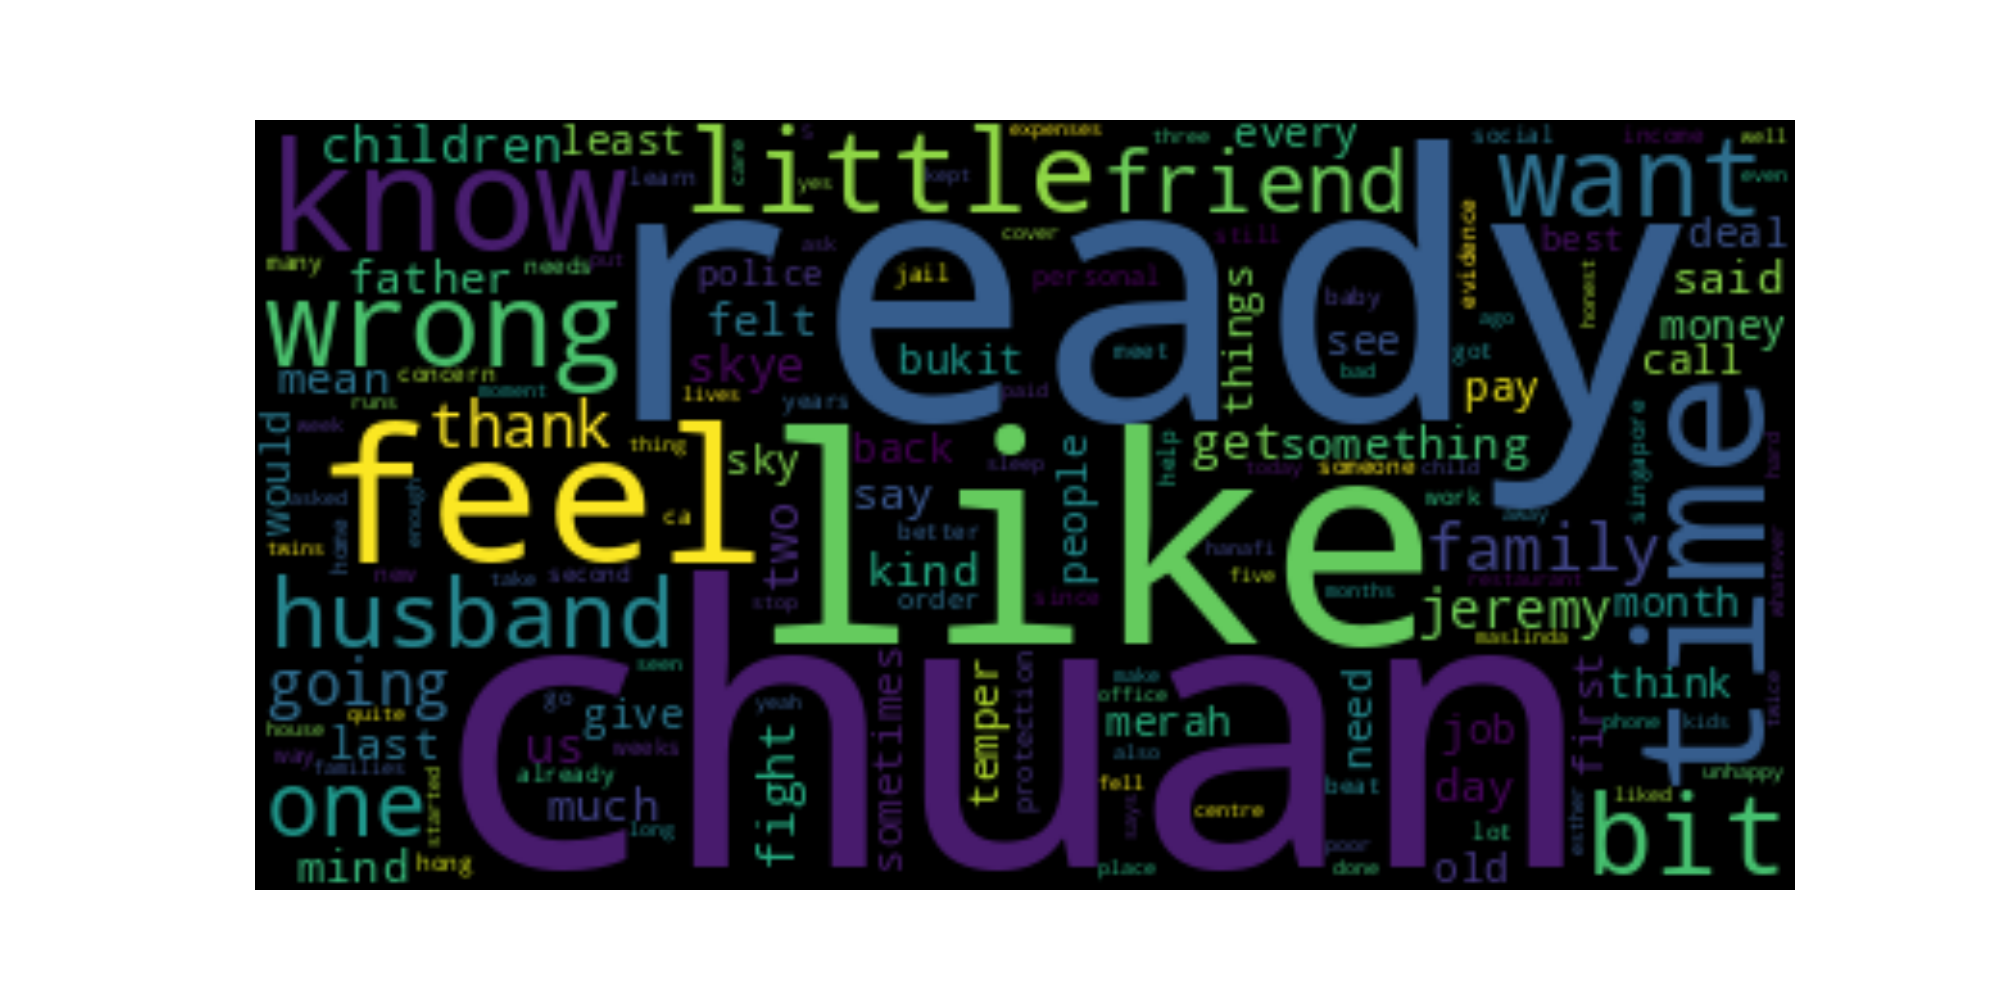 children least little s expenses three every social income well
know learn care yes kept friend want even
many father needs put ask cover still best deal
police jail personal things evidence honest said
wrong felt ready baby ago money
mean concern skye bukit meet see got call
runs moment lives years paid bad pay
would week thank thing sky back sleep people help get something singapore hard
feel like today someone child time
asked enough ca two say better work away
twins home new take second kind hanafi five family restaurant whatever
husband stop order since months jeremy month
maslinda
going seen chuan sometimes temper protection make office need first think
quite go give yeah merah job phone kids twice
house last us weeks fight also
way families already fell beat day unhappy
one started much long says centre esther liked bit
mind hong place poor done lot old